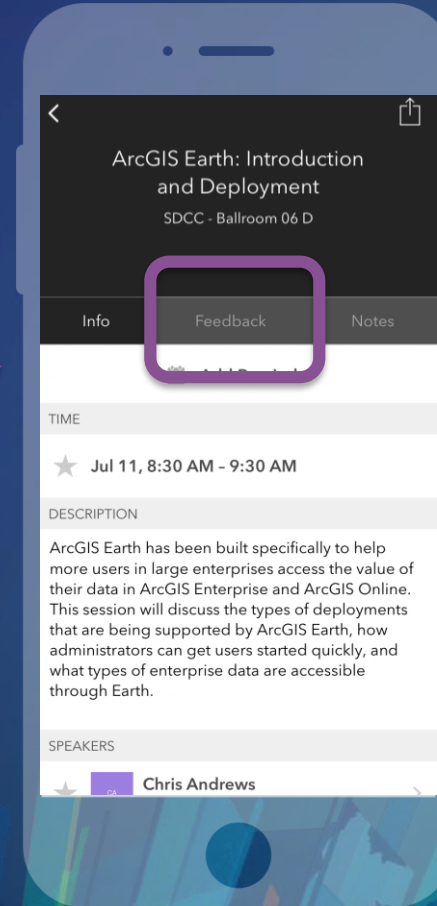 ArcGIS Earth: Introduction
and Deployment
SDCC - Ballroom 06 D
Info Feedback Notes
TIME
Jul 11, 8:30 AM – 9:30 AM
DESCRIPTION
ArcGIS Earth has been built specifically to help
more users in large enterprises access the value of
their data in ArcGIS Enterprise and ArcGIS Online.
This session will discuss the types of deployments
that are being supported by ArcGIS Earth, how
administrators can get users started quickly, and
what types of enterprise data are accessible
through Earth.
SPEAKERS
CA
Chris Andrews